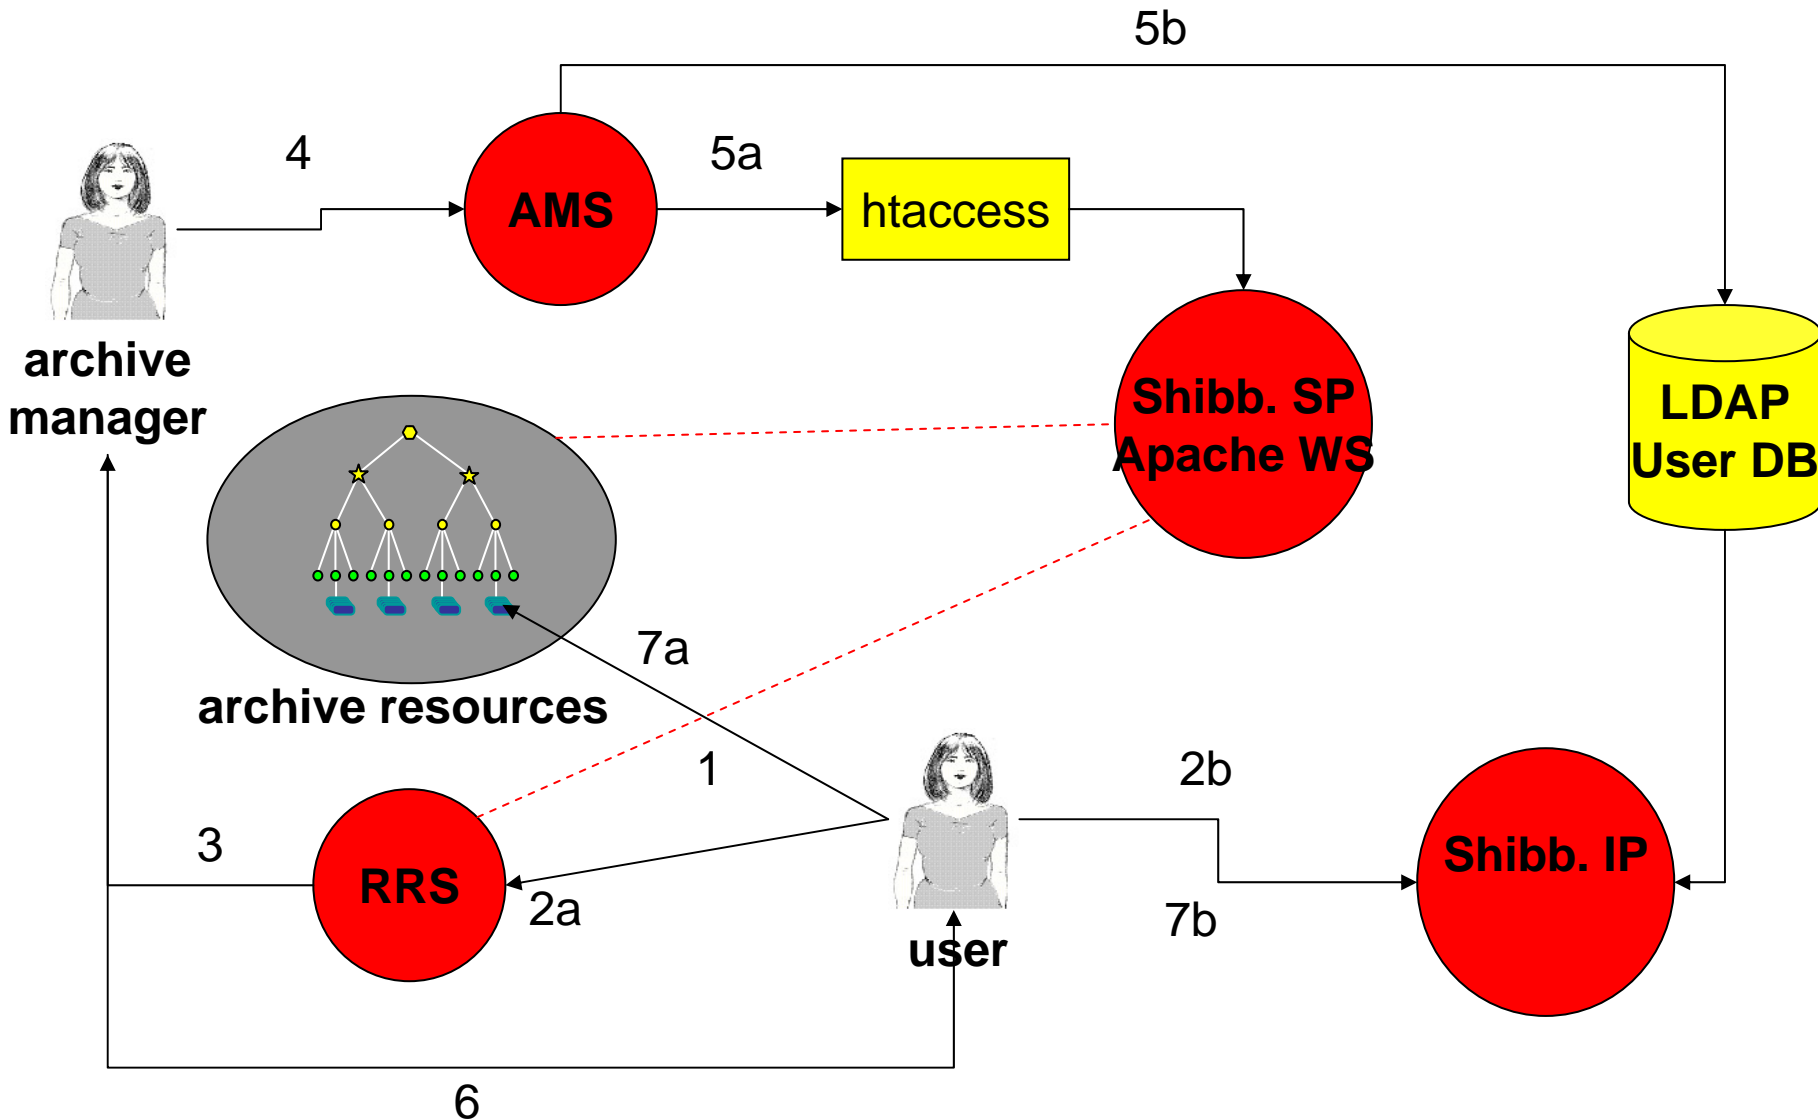 5b
4
5a
AMS
htaccess
archive
manager
Shibb. SP
Apache WS
LDAP
User DB
7a
archive resources
1
2b
3
RRS
2a
Shibb. IP
7b
user
6